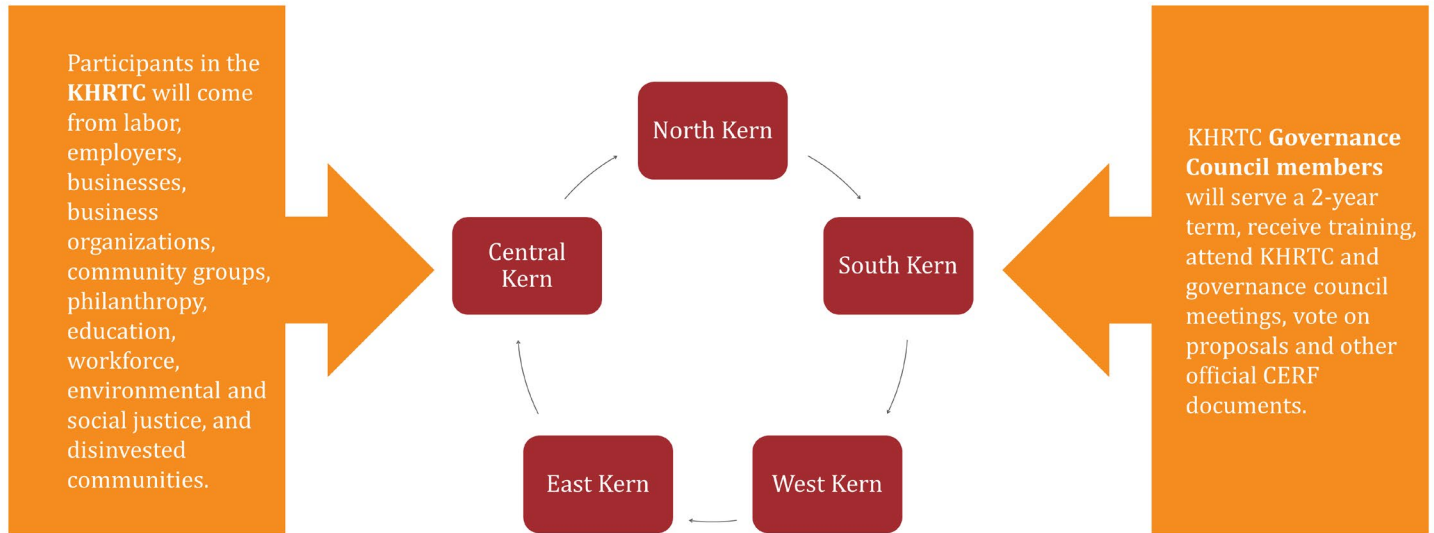 Participants in the
KHRTC will come
from labor,
employers,
businesses,
business
organizations,
community groups,
philanthropy,
education,
workforce,
environmental and
social justice, and
disinvested
communities.
North Kern
Central
Kern
South Kern
East Kern
West Kern
KHRTC Governance
Council members
will serve a 2-year
term, receive training,
attend KHRTC and
governance council
meetings, vote on
proposals and other
official CERF
documents.